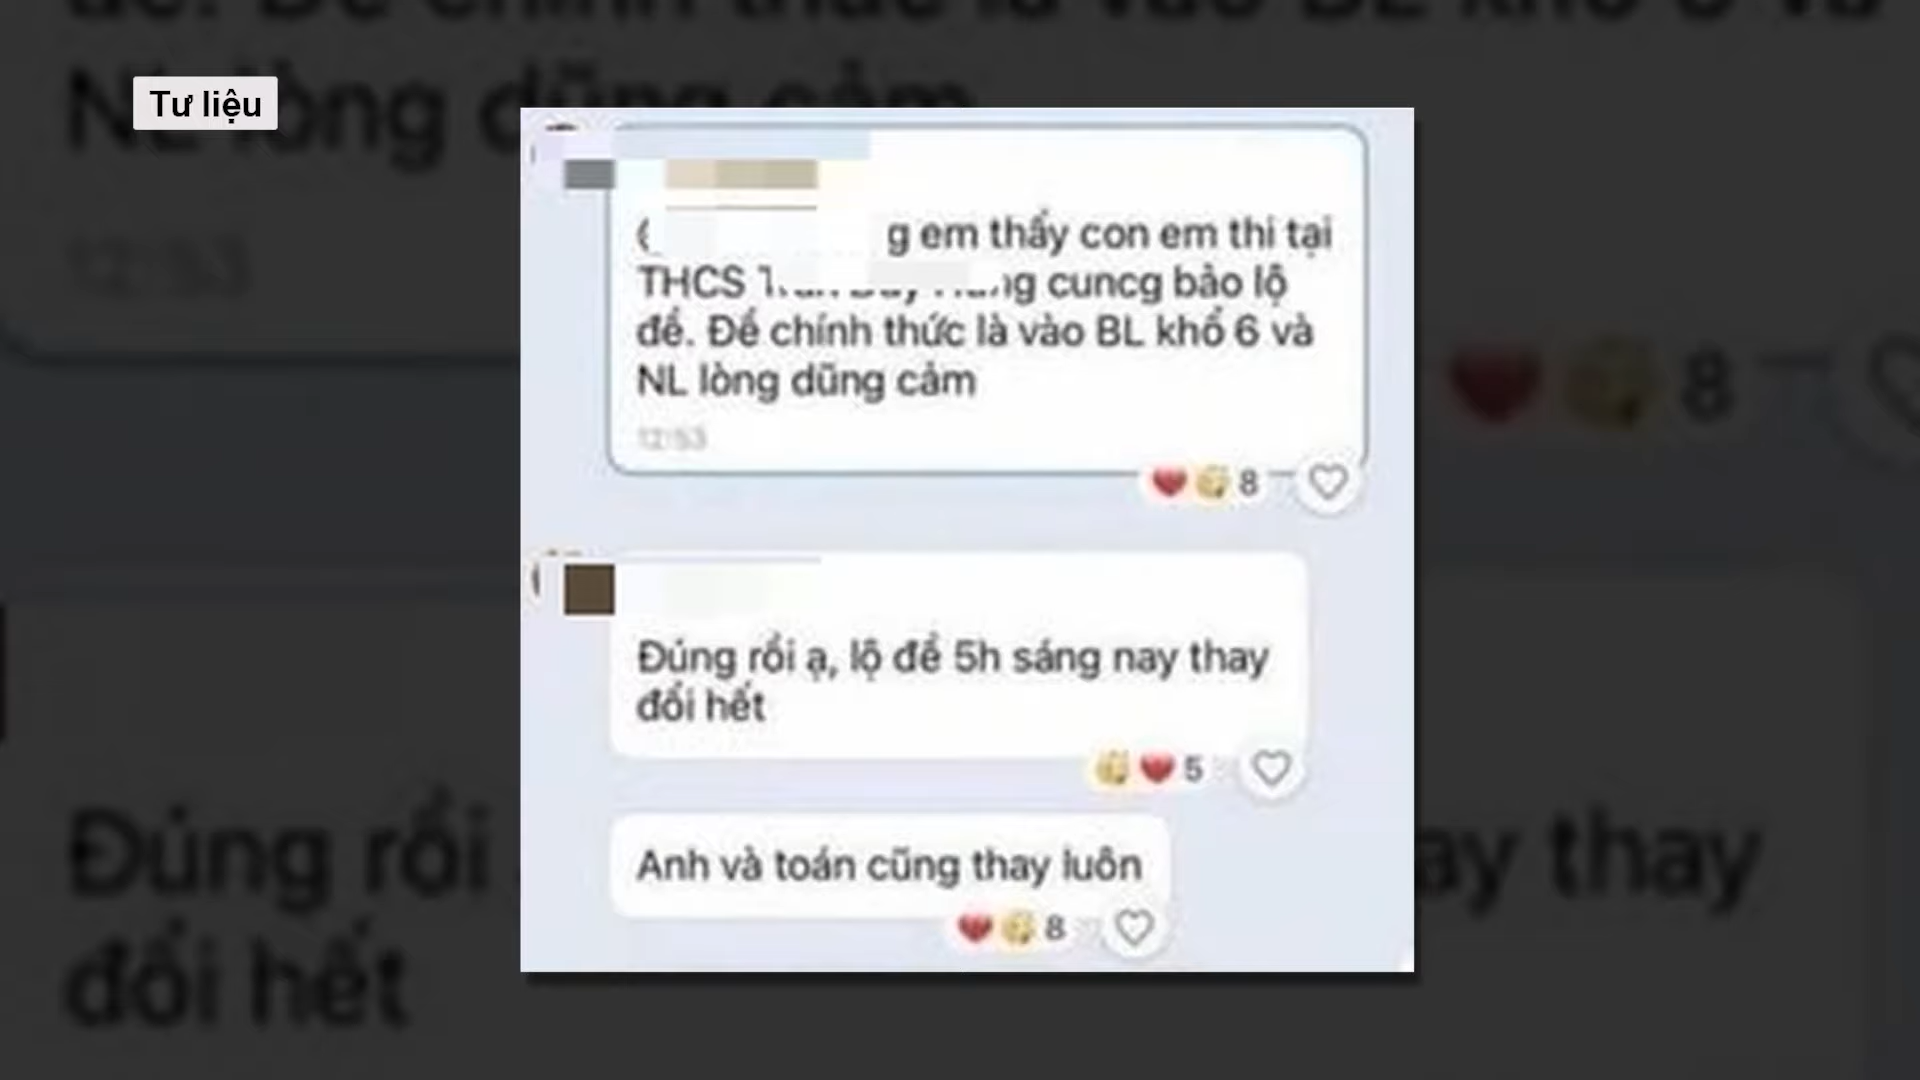 Tư liệu
g em thấy con em thi tại
THCS cuncg bảo lộ
đề. Đề chính thức là vào BL khổ 6 và
NL lòng dũng cảm
12:53
8
Đúng rồi ạ, lộ đề 5h sáng nay thay
đổi hết
5
Anh và toán cũng thay luôn
8